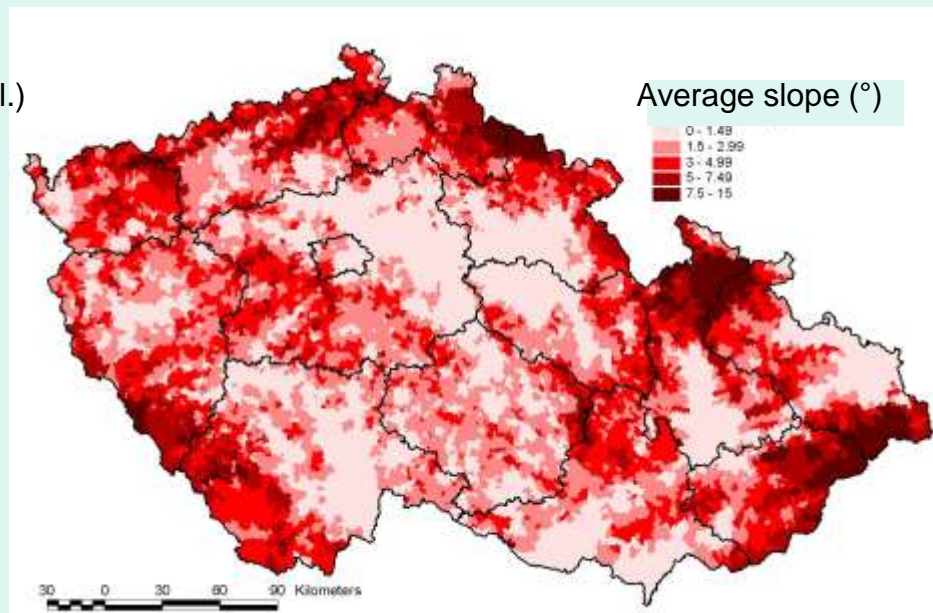 l.)
Average slope (°)
0 - 1.49
1.5 - 2.99
3 - 4.99
5 - 7.49
7.5 - 15
30 0 30 60 90 Kilometers